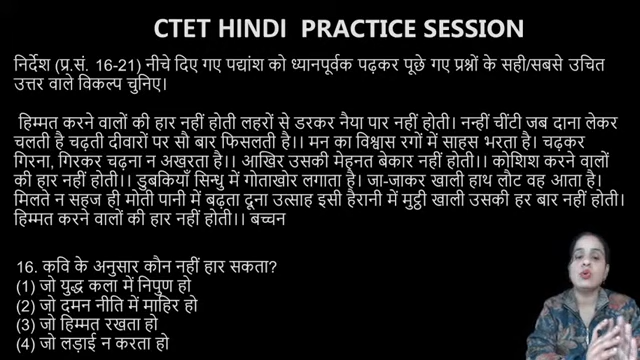 CTET HINDI PRACTICE SESSION
निर्देश (प्र.सं. 16-21) नीचे दिए गए पद्यांश को ध्यानपूर्वक पढ़कर पूछे गए प्रश्नों के सही/सबसे उचित
उत्तर वाले विकल्प चुनिए।
हिम्मत करने वालों की हार नहीं होती लहरों से डरकर नैया पार नहीं होती। नन्हीं चींटी जब दाना लेकर
चलती है चढ़ती दीवारों पर सौ बार फिसलती है।। मन का विश्वास रगों में साहस भरता है। चढ़कर
गिरना, गिरकर चढ़ना न अखरता है।। आखिर उसकी मेहनत बेकार नहीं होती।। कोशिश करने वालों
की हार नहीं होती।। डुबकियाँ सिन्धु में गोताखोर लगाता है। जा-जाकर खाली हाथ लौट वह आता है।
मिलते न सहज ही मोती पानी में बढ़ता दूना उत्साह इसी हैरानी में मुट्ठी खाली उसकी हर बार नहीं होती।
हिम्मत करने वालों की हार नहीं होती।। बच्चन
16. कवि के अनुसार कौन नहीं हार सकता?
(1) जो युद्ध कला में निपुण हो
(2) जो दमन नीति में माहिर हो
(3) जो हिम्मत रखता हो
(4) जो लड़ाई न करता हो